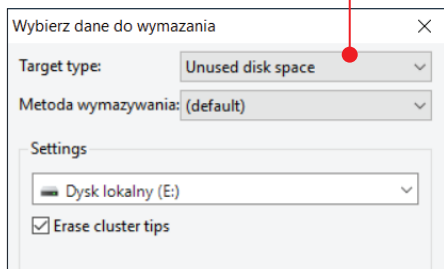 Wybierz dane do wymazania
Target type: Unused disk space
Metoda wymazywania: (default)
Settings
Dysk lokalny (E:)
Erase cluster tips